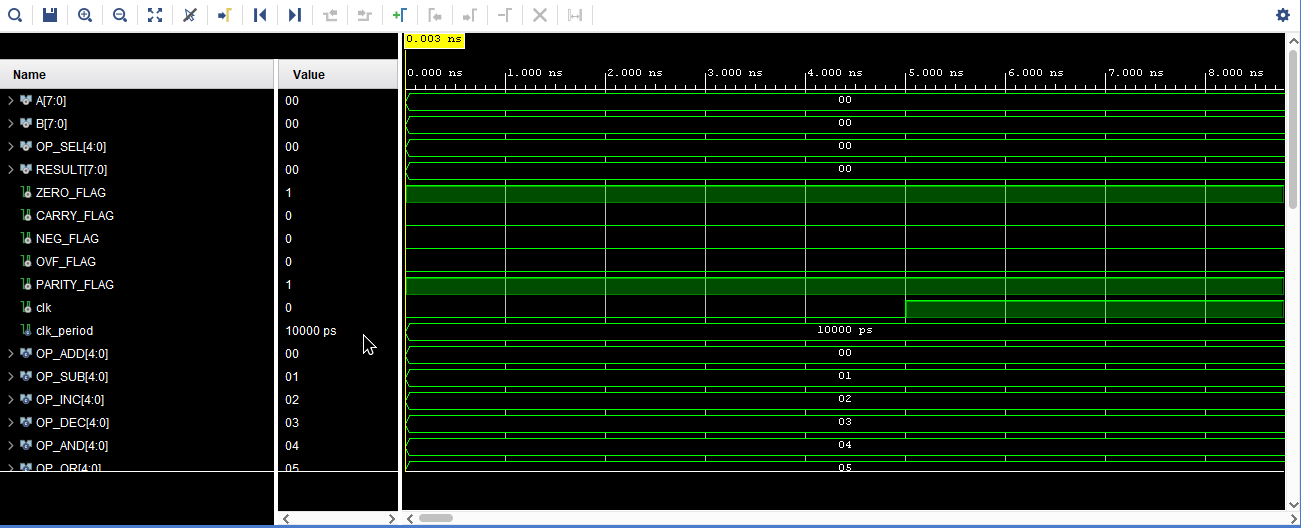 0.003 ns
Name Value
0.000 ns 1.000 ns 2.000 ns 3.000 ns 4.000 ns 5.000 ns 6.000 ns 7.000 ns 8.000 ns
A[7:0] 00 00
B[7:0] 00 00
OP_SEL[4:0] 00 00
RESULT[7:0] 00 00
ZERO_FLAG 1
CARRY_FLAG 0
NEG_FLAG 0
OVF_FLAG 0
PARITY_FLAG 1
clk 0
clk_period 10000 ps 10000 ps
OP_ADD[4:0] 00 00
OP_SUB[4:0] 01 01
OP_INC[4:0] 02 02
OP_DEC[4:0] 03 03
OP_AND[4:0] 04 04
OP_OR[4:0] 05 05